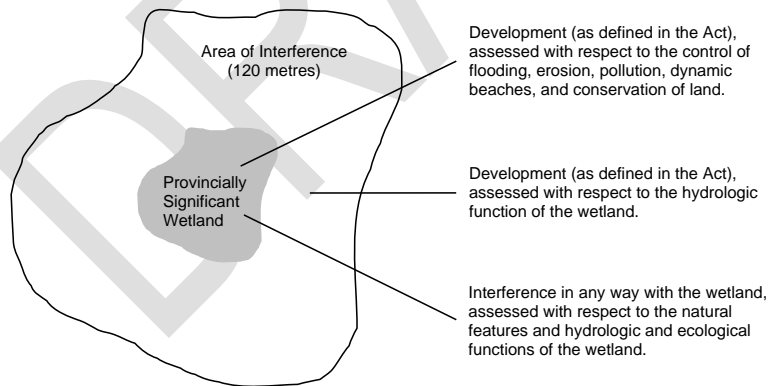 Area of Interference
(120 metres)
Provincially
Significant
Wetland
Development (as defined in the Act),
assessed with respect to the control of
flooding, erosion, pollution, dynamic
beaches, and conservation of land.
Development (as defined in the Act),
assessed with respect to the hydrologic
function of the wetland.
Interference in any way with the wetland,
assessed with respect to the natural
features and hydrologic and ecological
functions of the wetland.